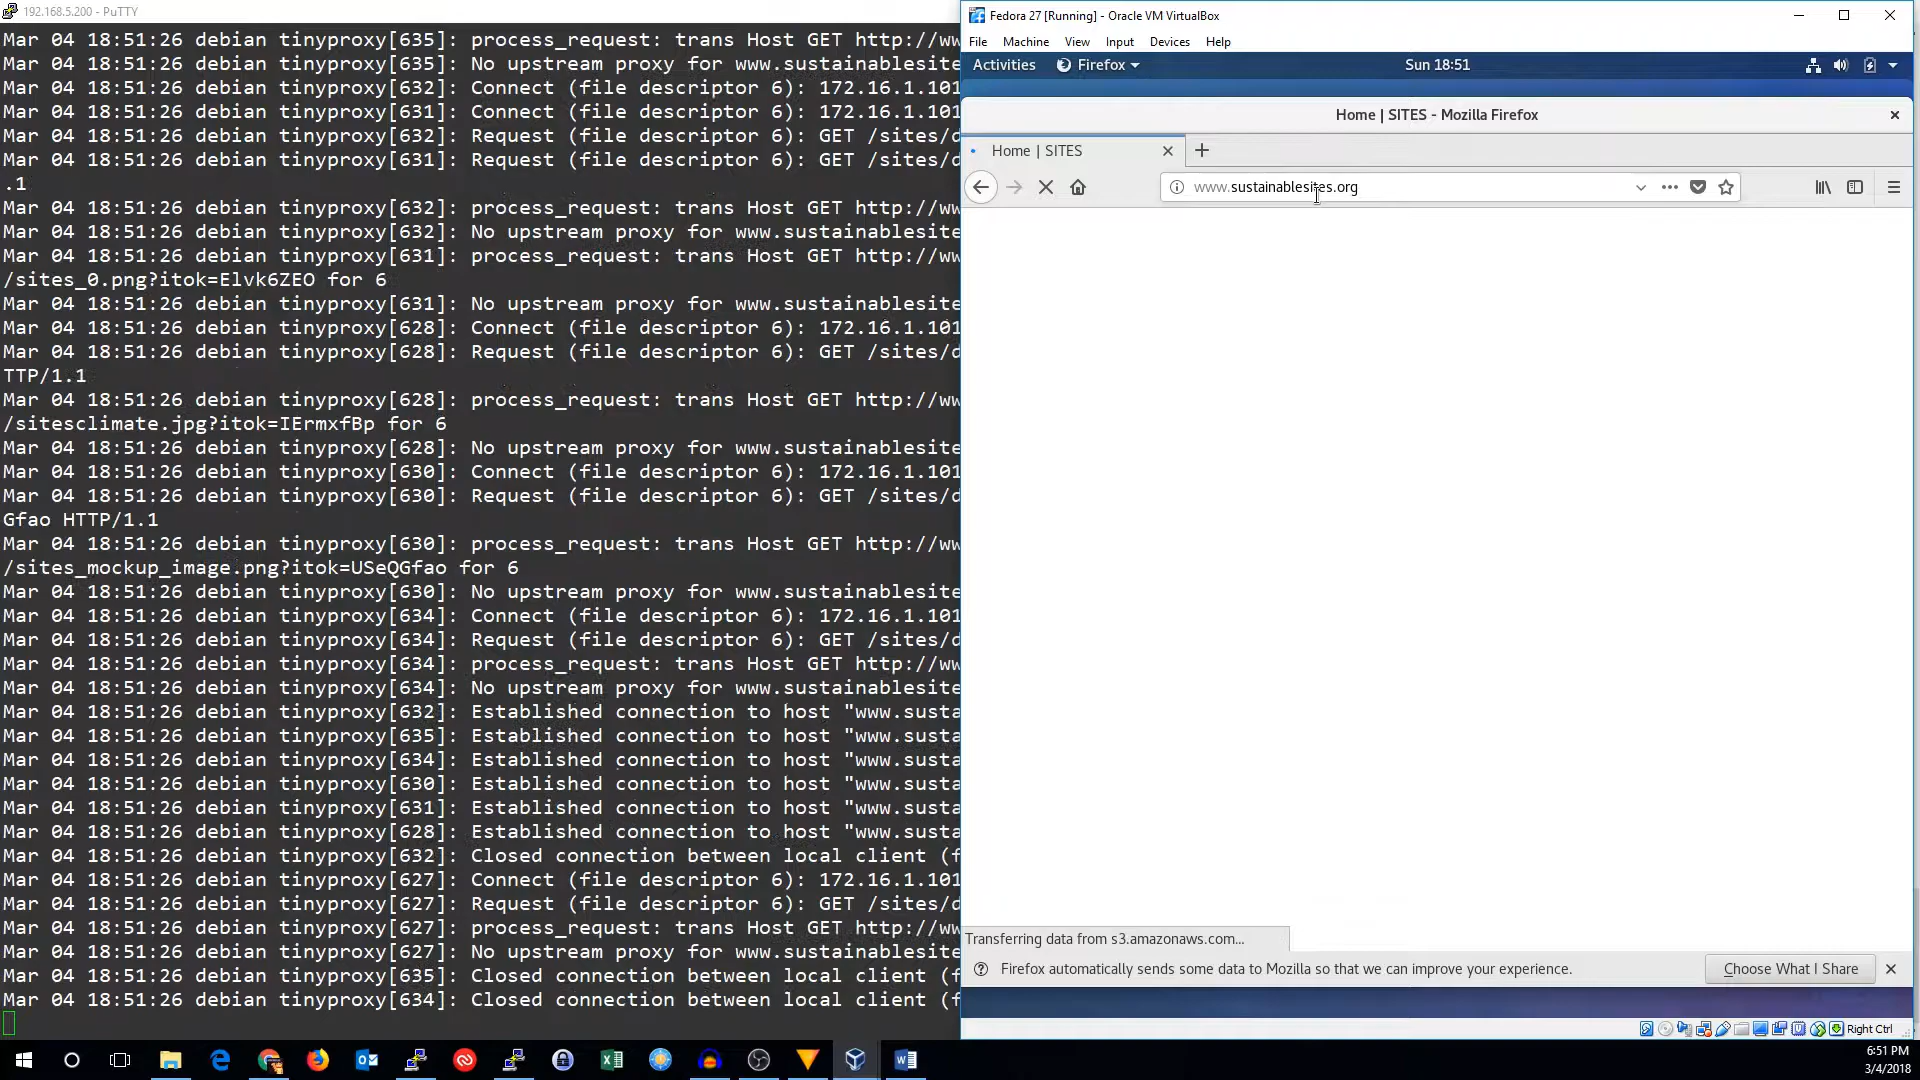 192.168.5.200 - PuTTY
Mar 04 18:51:26 debian tinyproxy[635]: process_request: trans Host GET http://ww
Mar 04 18:51:26 debian tinyproxy[635]: No upstream proxy for www.sustainablesite
Mar 04 18:51:26 debian tinyproxy[632]: Connect (file descriptor 6): 172.16.1.101
Mar 04 18:51:26 debian tinyproxy[631]: Connect (file descriptor 6): 172.16.1.101
Mar 04 18:51:26 debian tinyproxy[632]: Request (file descriptor 6): GET /sites/d
Mar 04 18:51:26 debian tinyproxy[631]: Request (file descriptor 6): GET /sites/d
.1
Mar 04 18:51:26 debian tinyproxy[632]: process_request: trans Host GET http://ww
Mar 04 18:51:26 debian tinyproxy[632]: No upstream proxy for www.sustainablesite
Mar 04 18:51:26 debian tinyproxy[631]: process_request: trans Host GET http://ww
/sites_0.png?itok=Elvk6ZEO for 6
Mar 04 18:51:26 debian tinyproxy[631]: No upstream proxy for www.sustainablesite
Mar 04 18:51:26 debian tinyproxy[628]: Connect (file descriptor 6): 172.16.1.101
Mar 04 18:51:26 debian tinyproxy[628]: Request (file descriptor 6): GET /sites/d
TTP/1.1
Mar 04 18:51:26 debian tinyproxy[628]: process_request: trans Host GET http://ww
/sitesclimate.jpg?itok=IErmxfBp for 6
Mar 04 18:51:26 debian tinyproxy[628]: No upstream proxy for www.sustainablesite
Mar 04 18:51:26 debian tinyproxy[630]: Connect (file descriptor 6): 172.16.1.101
Mar 04 18:51:26 debian tinyproxy[630]: Request (file descriptor 6): GET /sites/d
Gfao HTTP/1.1
Mar 04 18:51:26 debian tinyproxy[630]: process_request: trans Host GET http://ww
/sites_mockup_image.png?itok=USeQGfao for 6
Mar 04 18:51:26 debian tinyproxy[630]: No upstream proxy for www.sustainablesite
Mar 04 18:51:26 debian tinyproxy[634]: Connect (file descriptor 6): 172.16.1.101
Mar 04 18:51:26 debian tinyproxy[634]: Request (file descriptor 6): GET /sites/d
Mar 04 18:51:26 debian tinyproxy[634]: process_request: trans Host GET http://ww
Mar 04 18:51:26 debian tinyproxy[634]: No upstream proxy for www.sustainablesite
Mar 04 18:51:26 debian tinyproxy[632]: Established connection to host "www.susta
Mar 04 18:51:26 debian tinyproxy[635]: Established connection to host "www.susta
Mar 04 18:51:26 debian tinyproxy[634]: Established connection to host "www.susta
Mar 04 18:51:26 debian tinyproxy[630]: Established connection to host "www.susta
Mar 04 18:51:26 debian tinyproxy[631]: Established connection to host "www.susta
Mar 04 18:51:26 debian tinyproxy[628]: Established connection to host "www.susta
Mar 04 18:51:26 debian tinyproxy[632]: Closed connection between local client (f
Mar 04 18:51:26 debian tinyproxy[627]: Connect (file descriptor 6): 172.16.1.101
Mar 04 18:51:26 debian tinyproxy[627]: Request (file descriptor 6): GET /sites/d
Mar 04 18:51:26 debian tinyproxy[627]: process_request: trans Host GET http://ww
Mar 04 18:51:26 debian tinyproxy[627]: No upstream proxy for www.sustainablesite
Mar 04 18:51:26 debian tinyproxy[635]: Closed connection between local client (f
Mar 04 18:51:26 debian tinyproxy[634]: Closed connection between local client (f
Fedora 27 [Running] - Oracle VM VirtualBox
File Machine View Input Devices Help
Activities Firefox Sun 18:51
Home | SITES - Mozilla Firefox
Home | SITES
www.sustainablesites.org
Transferring data from s3.amazonaws.com...
Firefox automatically sends some data to Mozilla so that we can improve your experience. Choose What I Share
Right Ctrl
6:51 PM
3/4/2018